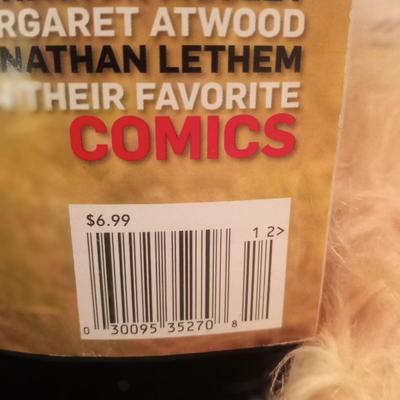 RGARET ATWOOD
NATHAN LETHEM
THEIR FAVORITE
COMICS
$6.99
1 2>
0 30095 35270 8